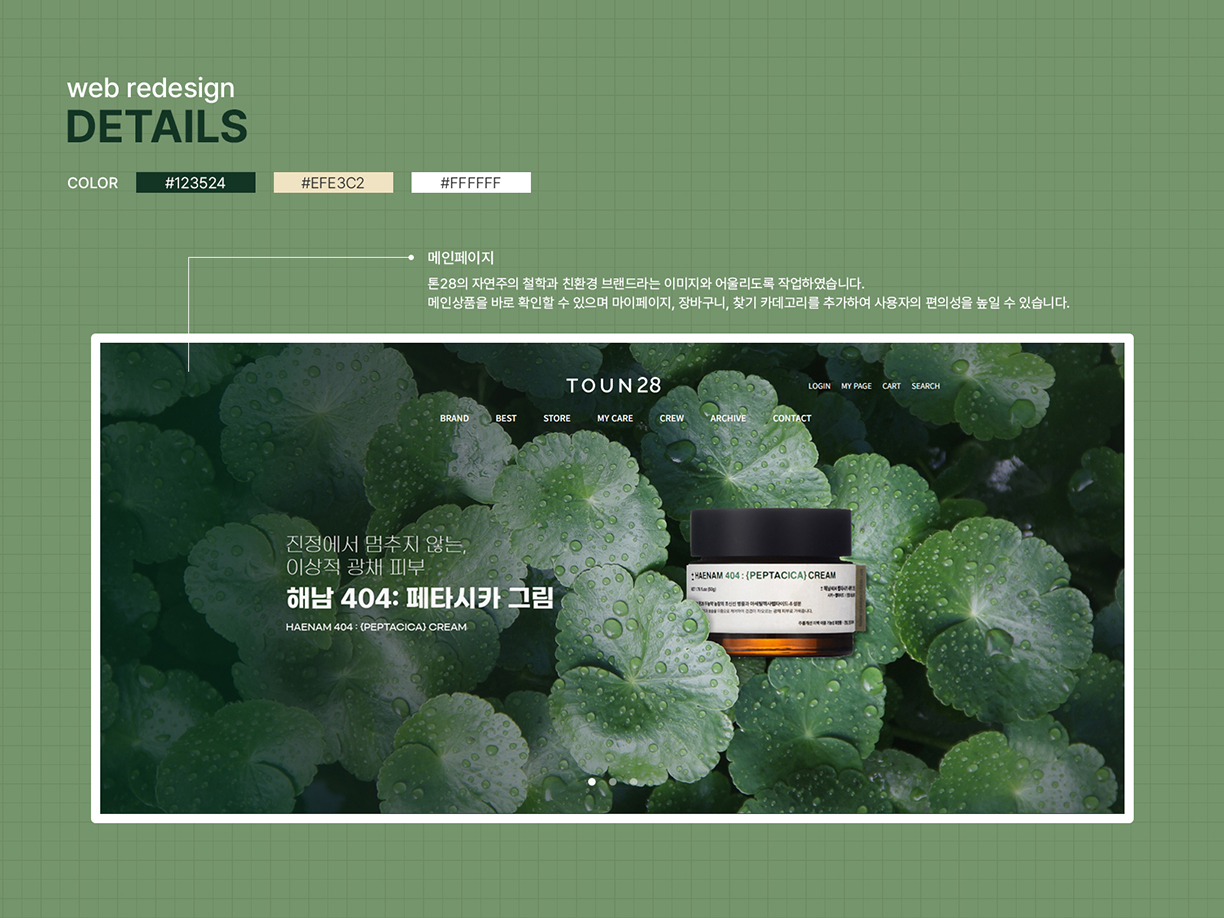 web redesign
DETAILS
COLOR #123524 #EFE3C2 #FFFFFF
메인페이지
톤28의 자연주의 철학과 친환경 브랜드라는 이미지와 어울리도록 작업하였습니다.
메인상품을 바로 확인할 수 있으며 마이페이지, 장바구니, 찾기 카데고리를 추가하여 사용자의 편의성을 높일 수 있습니다.
TOUN28
LOGIN MY PAGE CART SEARCH
BRAND BEST STORE MY CARE CREW ARCHIVE CONTACT
진정에서 멈추지 않는,
이상적 광채 피부
해남 404: 페타시카 그림
HAENAM 404 : {PEPTACICA} CREAM
HAENAM 404 : {PEPTACICA} CREAM